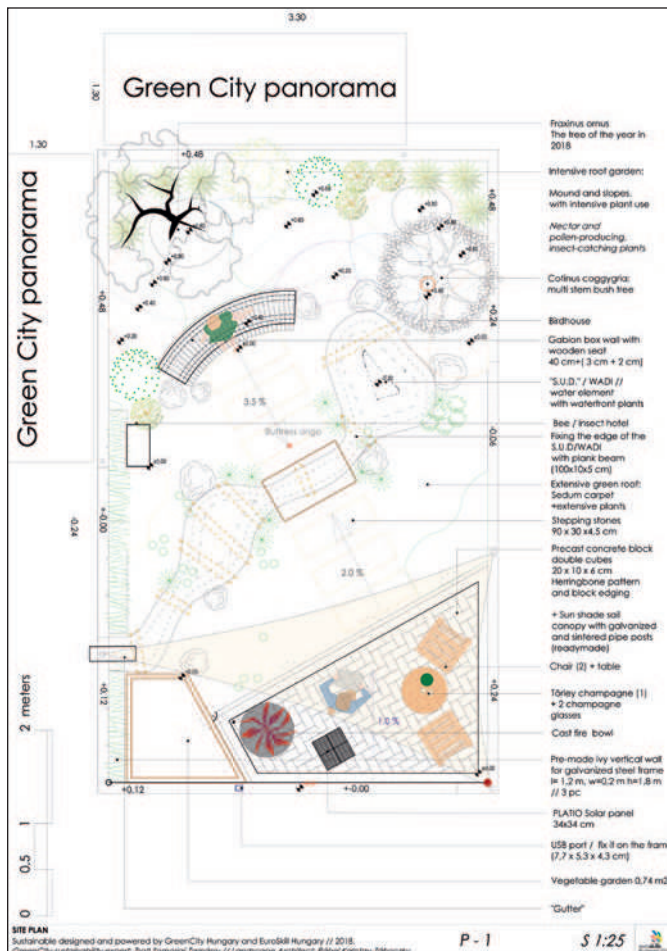 3.30
Green City panorama
1.30
1.30
Green City panorama
+0.48
+0.48
+0.48
+0.24
-0.06
+0.24
+0.00
-0.24
+0.12
+0.12
+-0.00
3.5 %
2.0 %
1.0 %
Fraxinus ornus
The tree of the year in
2018
Intensive root garden:
Mound and slopes,
with intensive plant use
Nectar and
pollen-producing,
insect-catching plants
Cotinus coggygria:
multi stem bush tree
Birdhouse
Gabion box wall with
wooden seat
40 cm+( 3 cm + 2 cm)
"S.U.D." / WADI //
water element
with waterfront plants
Bee / Insect hotel
Fixing the edge of the
S.U.D/WADI
with plank beam
(100x10x5 cm)
Extensive green roof:
Sedum carpet
+extensive plants
Stepping stones
90 x 30 x4,5 cm
Precast concrete block
double cubes
20 x 10 x 6 cm
Herringbone pattern
and block edging
+ Sun shade sail
canopy with galvanized
and sintered pipe posts
(readymade)
Chair (2) + table
Törley champagne (1)
+ 2 champagne
glasses
Cast fire bowl
Pre-made ivy vertical wall
for galvanized steel frame
l= 1,2 m, w=0,2 m h=1,8 m
// 3 pc
PLATIO Solar panel
34x34 cm
USB port / fix it on the fram
(7,7 x 5,3 x 4,3 cm)
Vegetable garden 0,74 m2
"Gutter"
2 meters
1
0,5
0
SITE PLAN
Sustainable designed and powered by GreenCity Hungary and EuroSkill Hungary // 2018.
P - 1
S 1:25